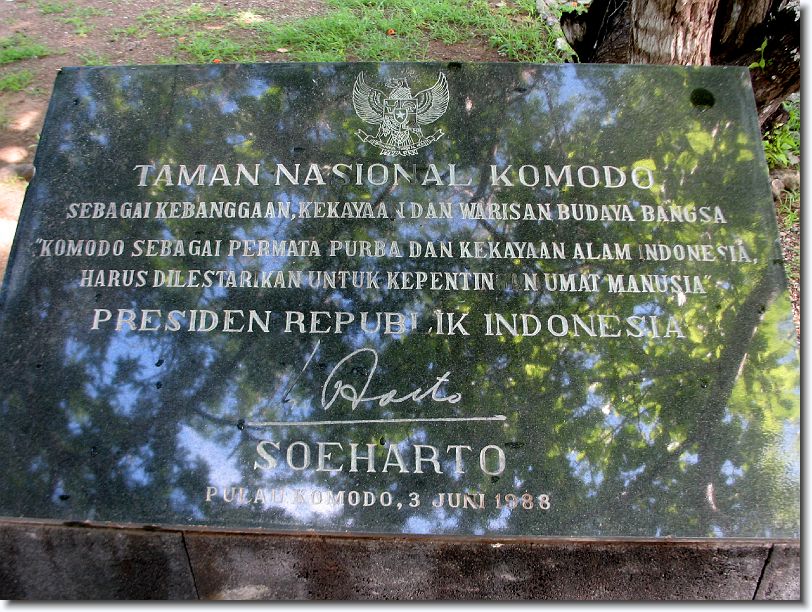 TAMAN NASIONAL KOMODO
SEBAGAI KEBANGGAAN, KEKAYAAN DAN WARISAN BUDAYA BANGSA
"KOMODO SEBAGAI PERMATA PURBA DAN KEKAYAAN ALAM INDONESIA,
HARUS DILESTARIKAN UNTUK KEPENTINGAN UMAT MANUSIA"
PRESIDEN REPUBLIK INDONESIA
SOEHARTO
PULAU KOMODO, 3 JUNI 1988